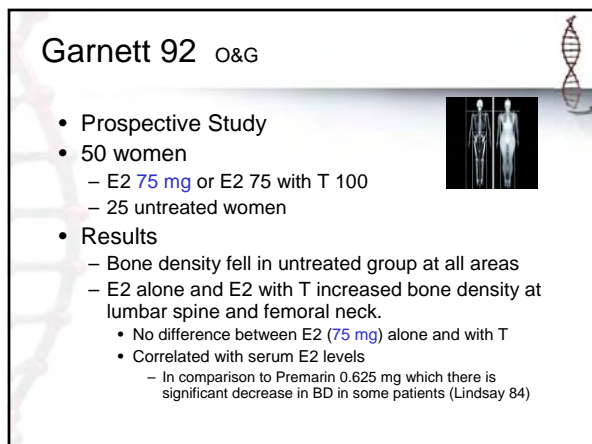 Garnett 92 O&G
• Prospective Study
• 50 women
– E2 75 mg or E2 75 with T 100
– 25 untreated women
• Results
– Bone density fell in untreated group at all areas
– E2 alone and E2 with T increased bone density at
lumbar spine and femoral neck.
• No difference between E2 (75 mg) alone and with T
• Correlated with serum E2 levels
– In comparison to Premarin 0.625 mg which there is
significant decrease in BD in some patients (Lindsay 84)